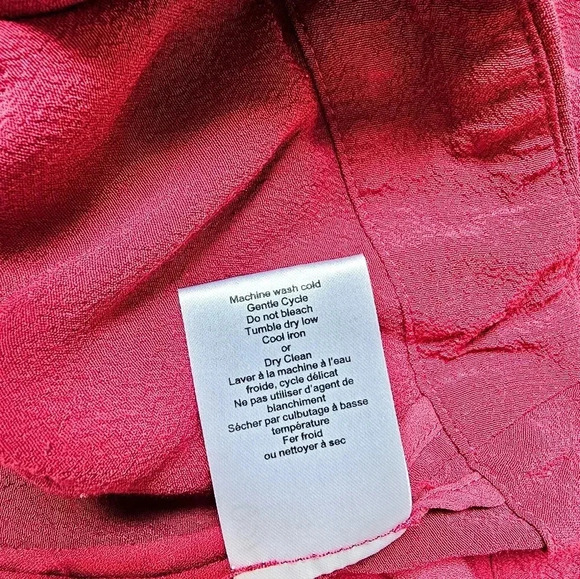 Machine wash cold
Gentle Cycle
Do not bleach
Tumble dry low
Cool iron
or
Dry Clean
Laver à la machine à l'eau
froide, cycle délicat
Ne pas utiliser d'agent de
blanchiment
Sécher par culbutage à basse
température
Fer froid
ou nettoyer à sec